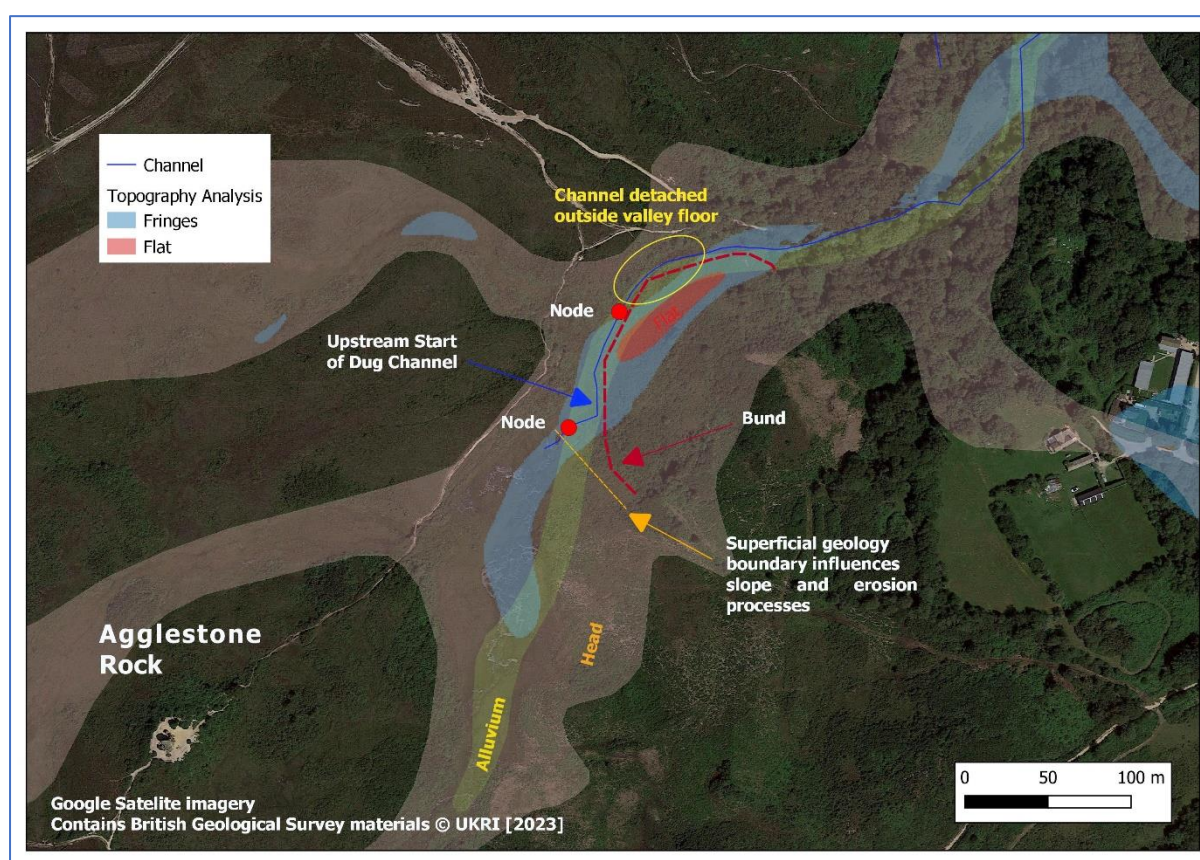 Channel
Topography Analysis
Fringes
Flat
Channel detached
outside valley floor
Node
Flat
Upstream Start
of Dug Channel
Node
Bund
Superficial geology
boundary influences
slope and erosion
processes
Head
Agglestone
Rock
Alluvium
0 50 100 m
Google Satelite imagery
Contains British Geological Survey materials © UKRI [2023]